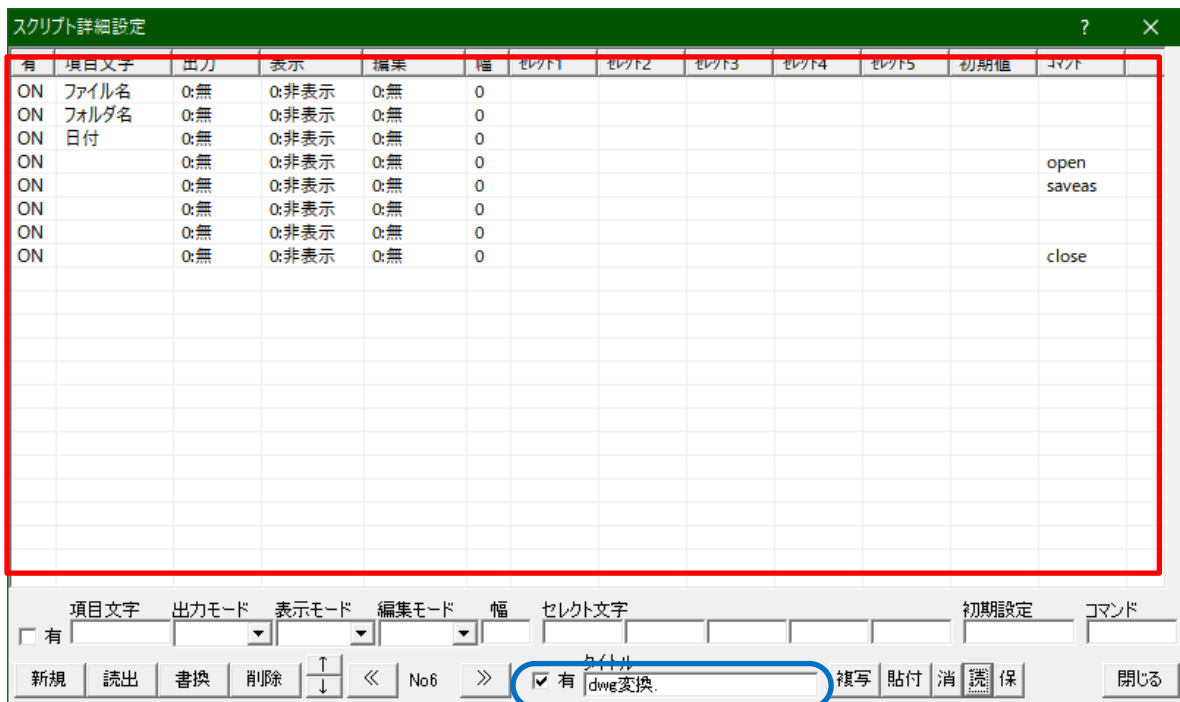 スクリプト詳細設定 ? ×
有 項目文字 出力 表示 編集 幅 ｾﾚｸﾄ1 ｾﾚｸﾄ2 ｾﾚｸﾄ3 ｾﾚｸﾄ4 ｾﾚｸﾄ5 初期値 ｺﾏﾝﾄﾞ
ON ファイル名 0:無 0:非表示 0:無 0
ON フォルダ名 0:無 0:非表示 0:無 0
ON 日付 0:無 0:非表示 0:無 0
ON 0:無 0:非表示 0:無 0 open
ON 0:無 0:非表示 0:無 0 saveas
ON 0:無 0:非表示 0:無 0
ON 0:無 0:非表示 0:無 0
ON 0:無 0:非表示 0:無 0 close
項目文字 出力モード 表示モード 編集モード 幅 セレクト文字 初期設定 コマンド
有
タイトル
新規 読出 書換 削除 ↑ ↓ ≪ No6 ≫ 有 dwg変換. 複写 貼付 消 読 保 閉じる